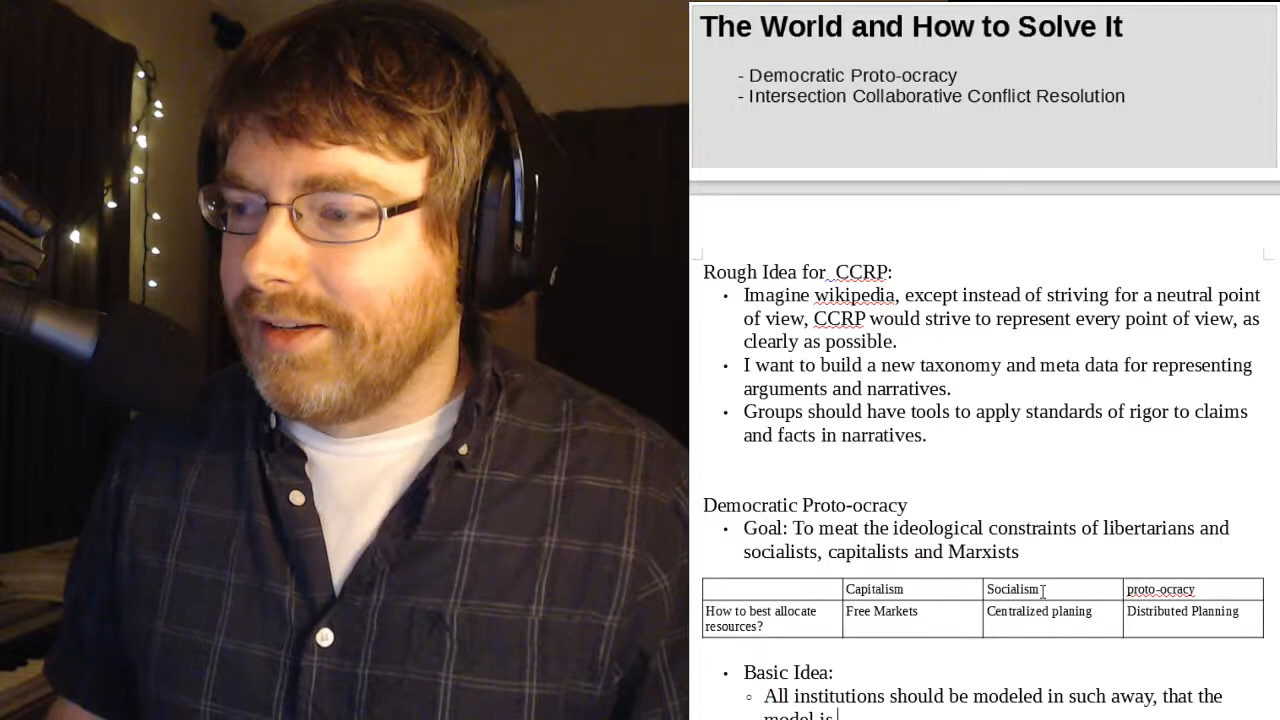 The World and How to Solve It
- Democratic Proto-ocracy
- Intersection Collaborative Conflict Resolution
Rough Idea for CCRP:
• Imagine wikipedia, except instead of striving for a neutral point
of view, CCRP would strive to represent every point of view, as
clearly as possible.
• I want to build a new taxonomy and meta data for representing
arguments and narratives.
• Groups should have tools to apply standards of rigor to claims
and facts in narratives.
Democratic Proto-ocracy
• Goal: To meat the ideological constraints of libertarians and
socialists, capitalists and Marxists
Capitalism Socialism proto-ocracy
How to best allocate Free Markets Centralized planing Distributed Planning
resources?
• Basic Idea:
◦ All institutions should be modeled in such away, that the
model is